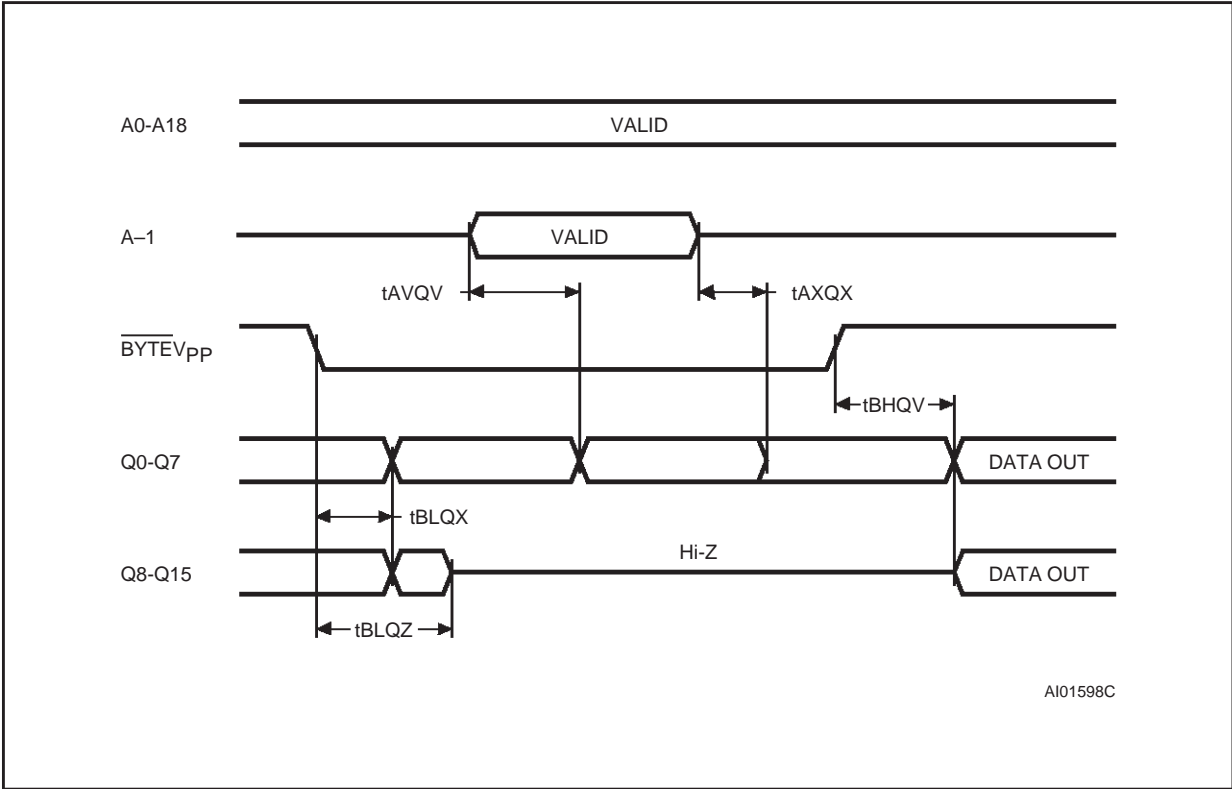 A0-A18 VALID
A–1 VALID
tAVQV tAXQX
BYTEVPP
tBHQV
Q0-Q7 DATA OUT
tBLQX
Hi-Z
Q8-Q15 DATA OUT
tBLQZ
AI01598C